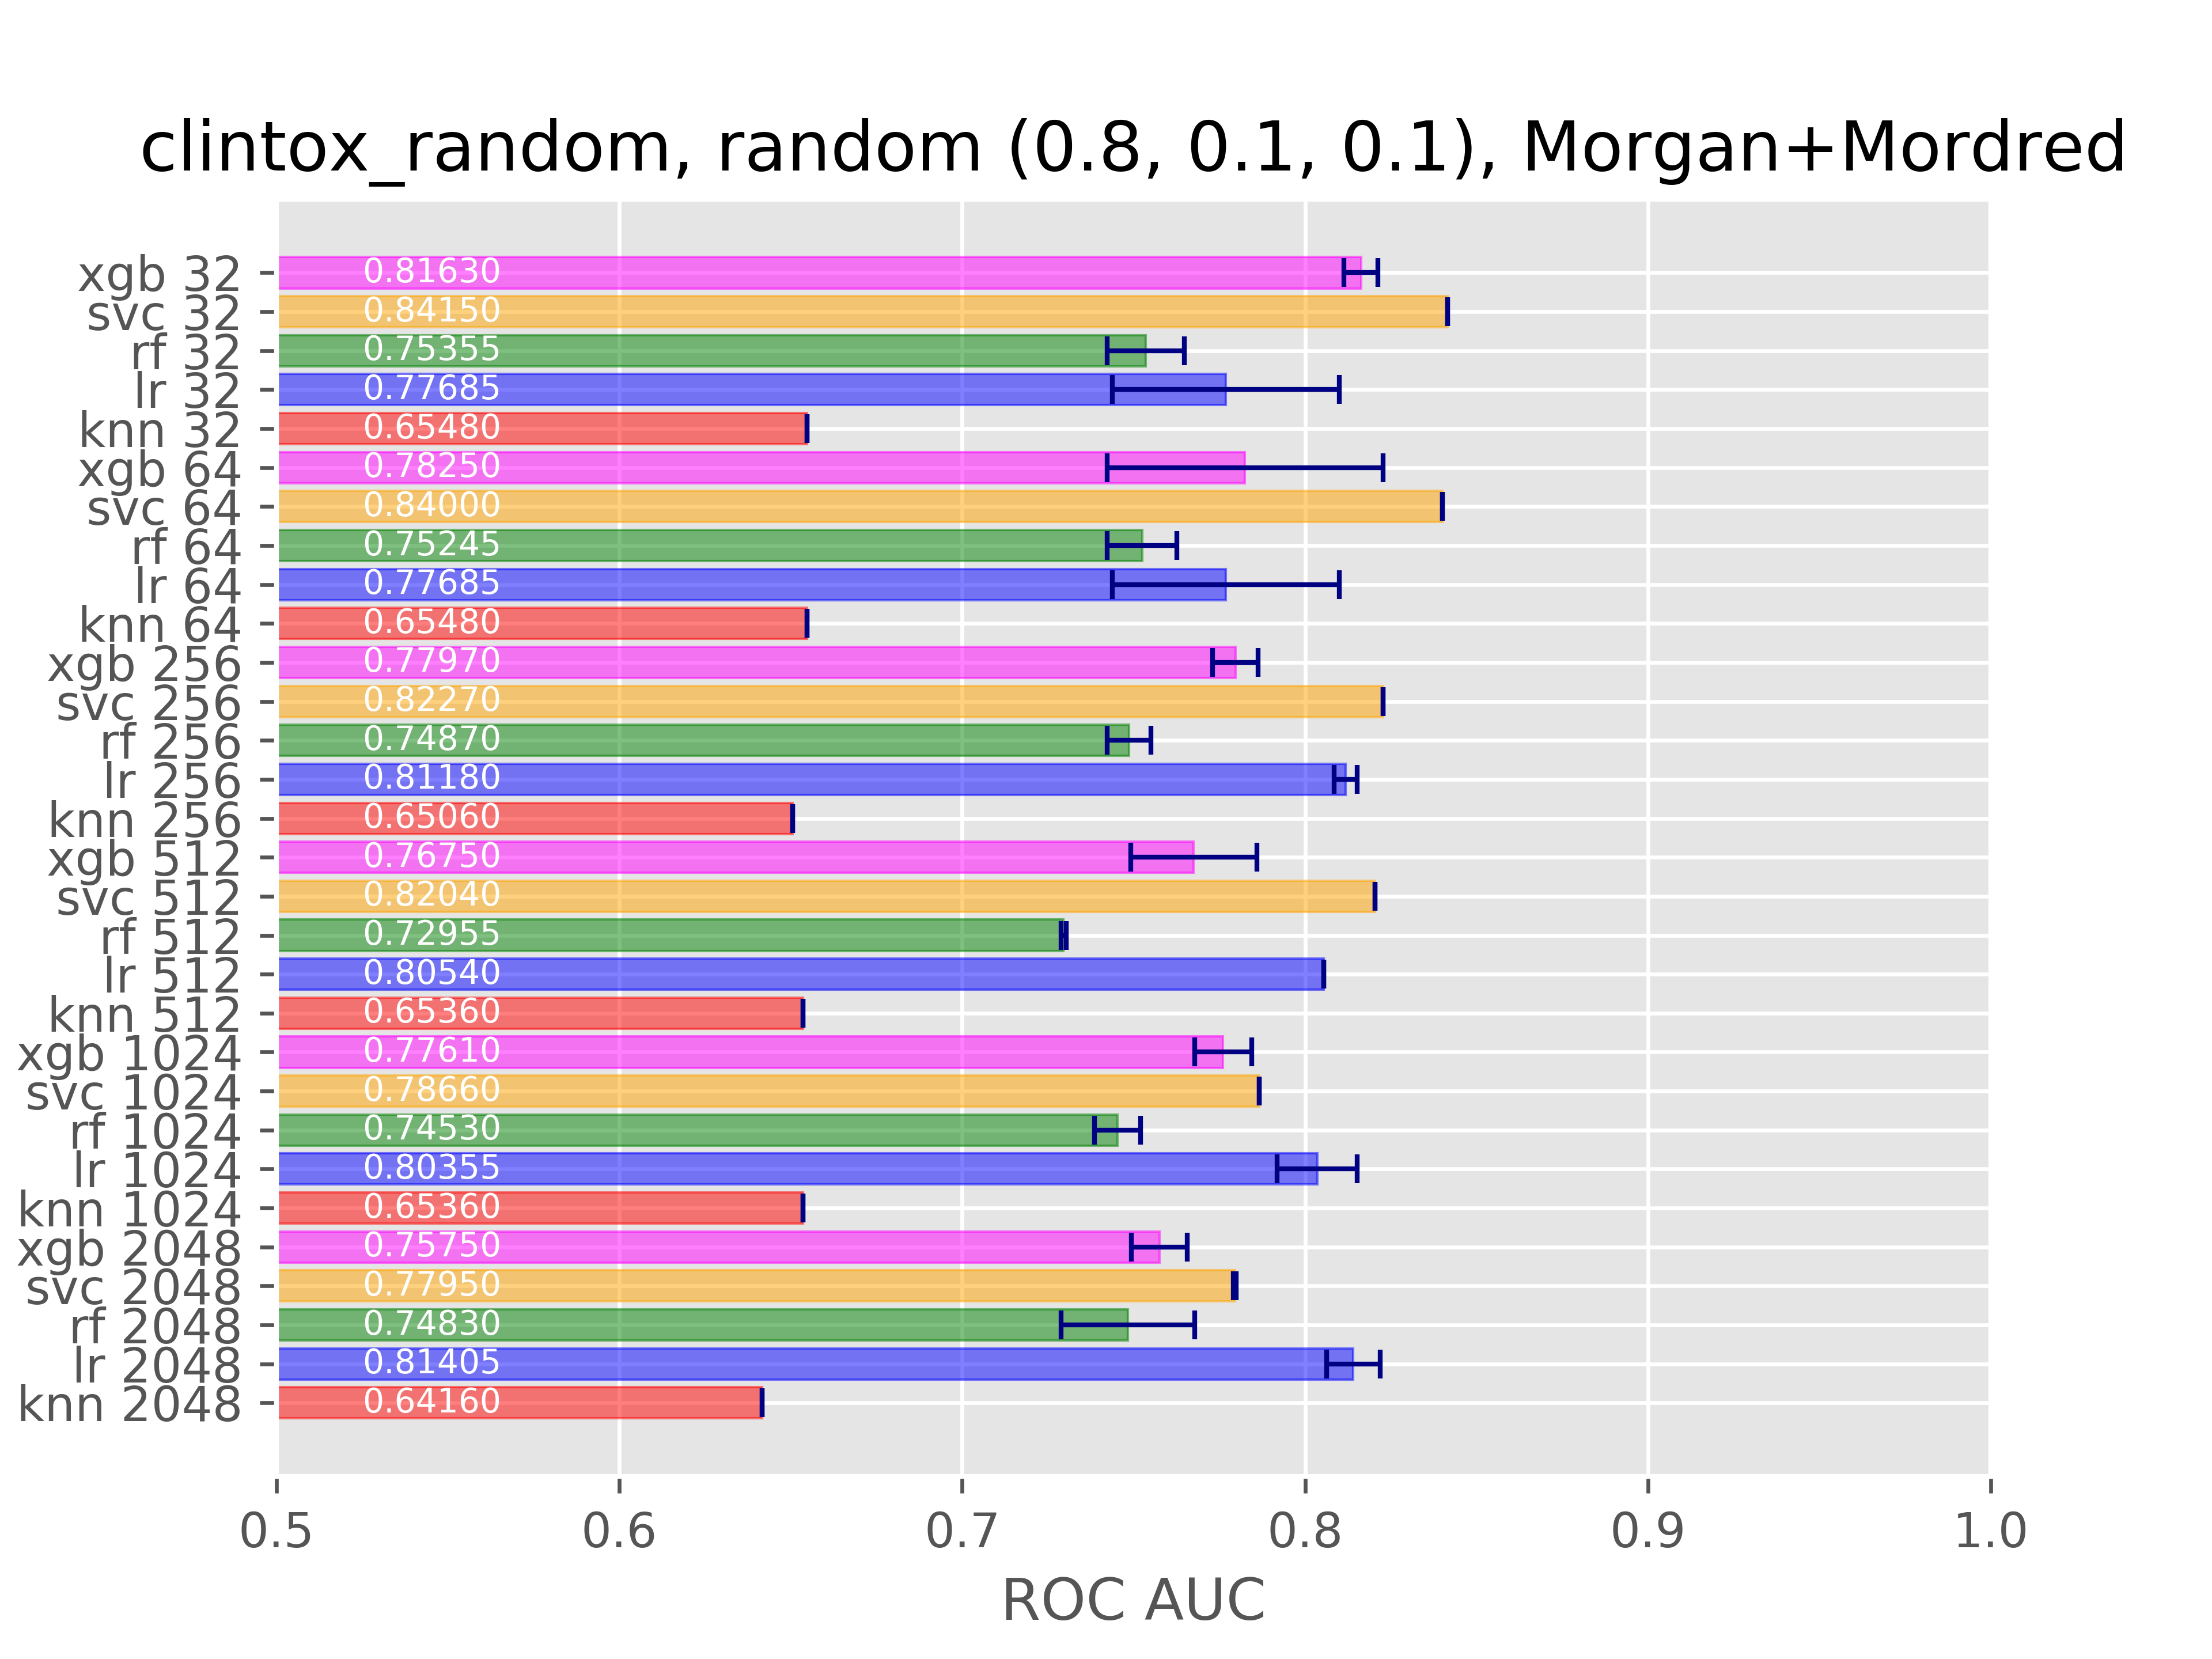 clintox_random, random (0.8, 0.1, 0.1), Morgan+Mordred
xgb 32 0.81630
svc 32 0.84150
rf 32 0.75355
lr 32 0.77685
knn 32 0.65480
xgb 64 0.78250
svc 64 0.84000
rf 64 0.75245
lr 64 0.77685
knn 64 0.65480
xgb 256 0.77970
svc 256 0.82270
rf 256 0.74870
lr 256 0.81180
knn 256 0.65060
xgb 512 0.76750
svc 512 0.82040
rf 512 0.72955
lr 512 0.80540
knn 512 0.65360
xgb 1024 0.77610
svc 1024 0.78660
rf 1024 0.74530
lr 1024 0.80355
knn 1024 0.65360
xgb 2048 0.75750
svc 2048 0.77950
rf 2048 0.74830
lr 2048 0.81405
knn 2048 0.64160
0.5 0.6 0.7 0.8 0.9 1.0
ROC AUC